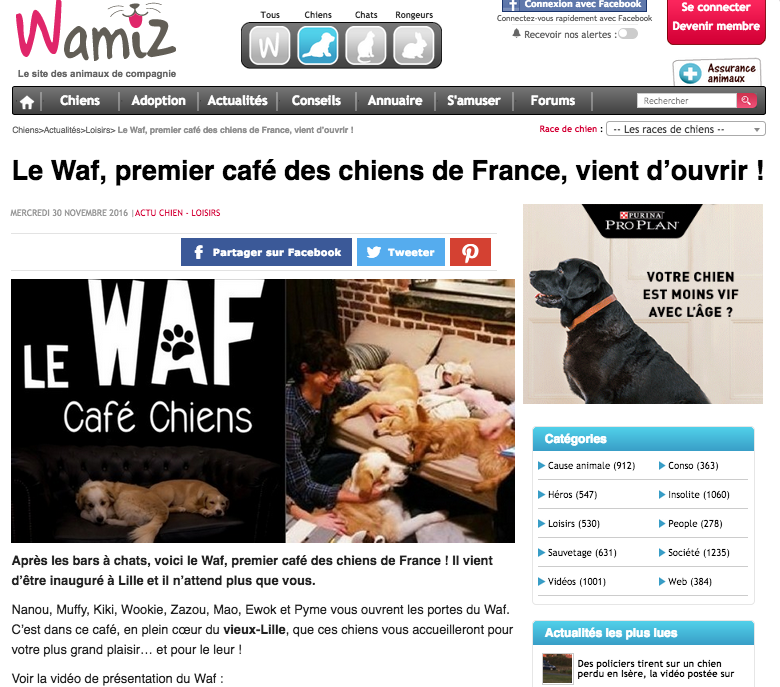 Wamiz
Le site des animaux de compagnie
Tous Chiens Chats Rongeurs
W
f Connexion avec Facebook
Connectez-vous rapidement avec Facebook
Recevoir nos alertes :
Se connecter
Devenir membre
Assurance
animaux
Chiens Adoption Actualités Conseils Annuaire S'amuser Forums
Rechercher
Chiens>Actualités>Loisirs> Le Waf, premier café des chiens de France, vient d'ouvrir !
Race de chien : -- Les races de chiens --
Le Waf, premier café des chiens de France, vient d'ouvrir !
MERCREDI 30 NOVEMBRE 2016 | ACTU CHIEN - LOISIRS
f Partager sur Facebook
Tweeter
LE WAF
Café Chiens
PURINA
PRO PLAN
VOTRE CHIEN
EST MOINS VIF
AVEC L'ÂGE ?
Après les bars à chats, voici le Waf, premier café des chiens de France ! Il vient
d'être inauguré à Lille et il n'attend plus que vous.
Nanou, Muffy, Kiki, Wookie, Zazou, Mao, Ewok et Pyme vous ouvrent les portes du Waf.
C'est dans ce café, en plein cœur du vieux-Lille, que ces chiens vous accueilleront pour
votre plus grand plaisir… et pour le leur !
Voir la vidéo de présentation du Waf :
Catégories
Cause animale (912) Conso (363)
Héros (547) Insolite (1060)
Loisirs (530) People (278)
Sauvetage (631) Société (1235)
Vidéos (1001) Web (384)
Actualités les plus lues
Des policiers tirent sur un chien
perdu en Isère, la vidéo postée sur